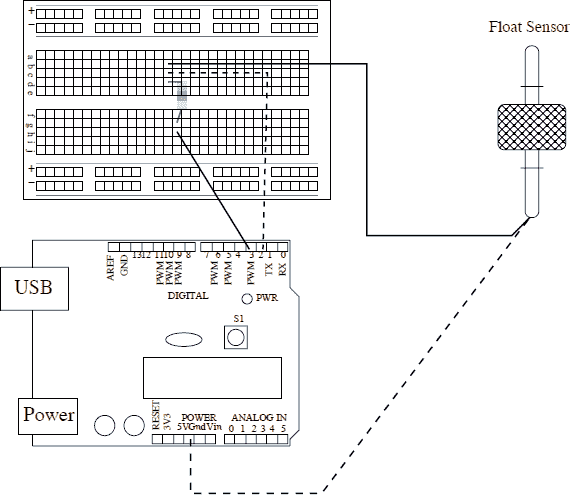 +
−
Float Sensor
a b c d e
f g h i j
+
−
7 6 5 4 3 2 1 0
AREF
GND
13 12 11 10 9 8
PWM
PWM
PWM
PWM
PWM
PWM
TX
RX
DIGITAL
USB
PWR
S1
Power
RESET
3V3
POWER
5V Gnd Vin
ANALOG IN
0 1 2 3 4 5